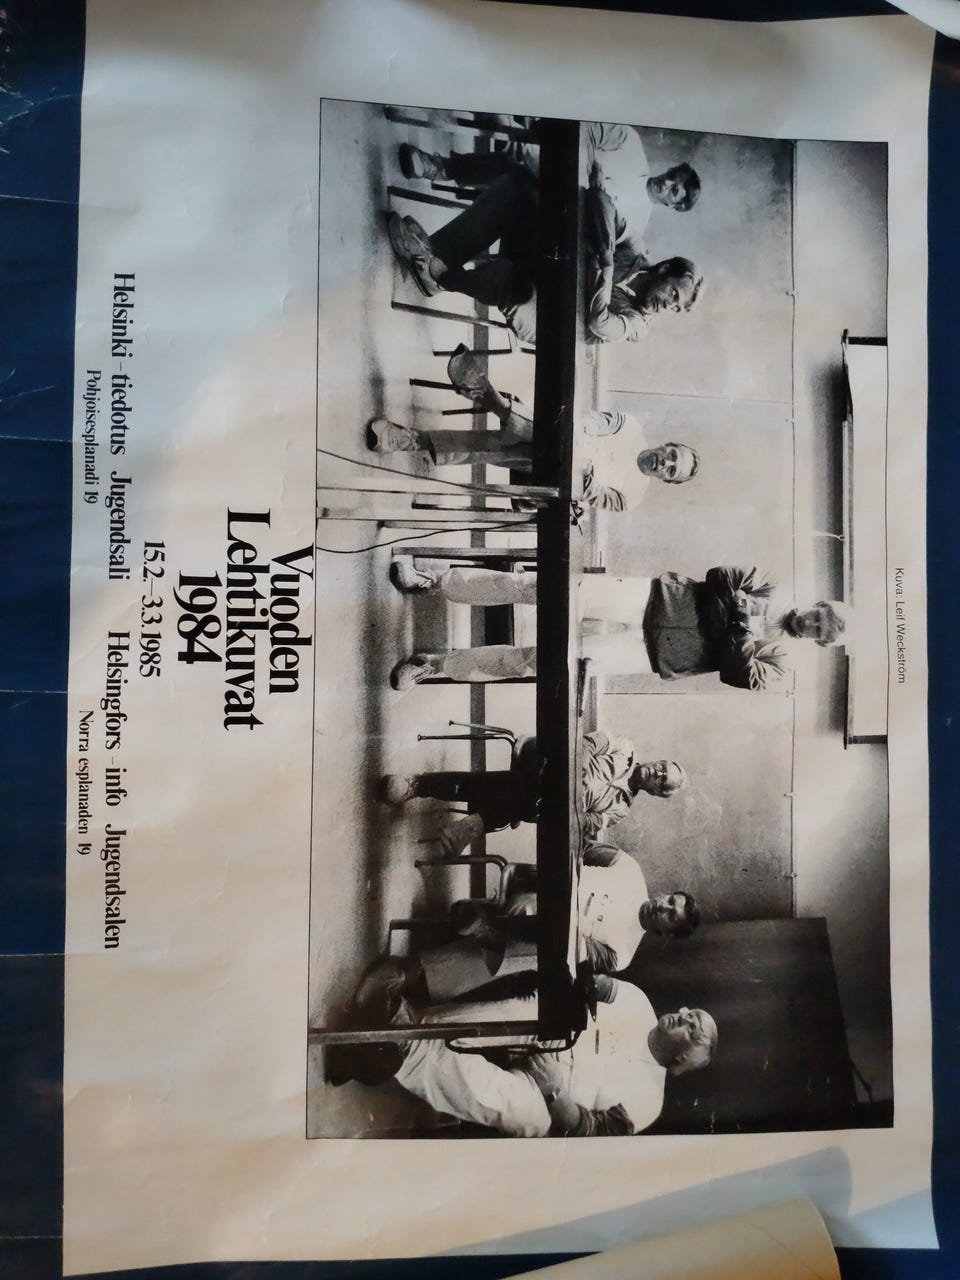 Kuva: Leif Weckström
Vuoden
Lehtikuvat
1984
15.2.-3.3.1985
Helsinki-tiedotus Jugendsali Helsingfors-info Jugendsalen
Pohjoisesplanadi 19 Norra esplanaden 19